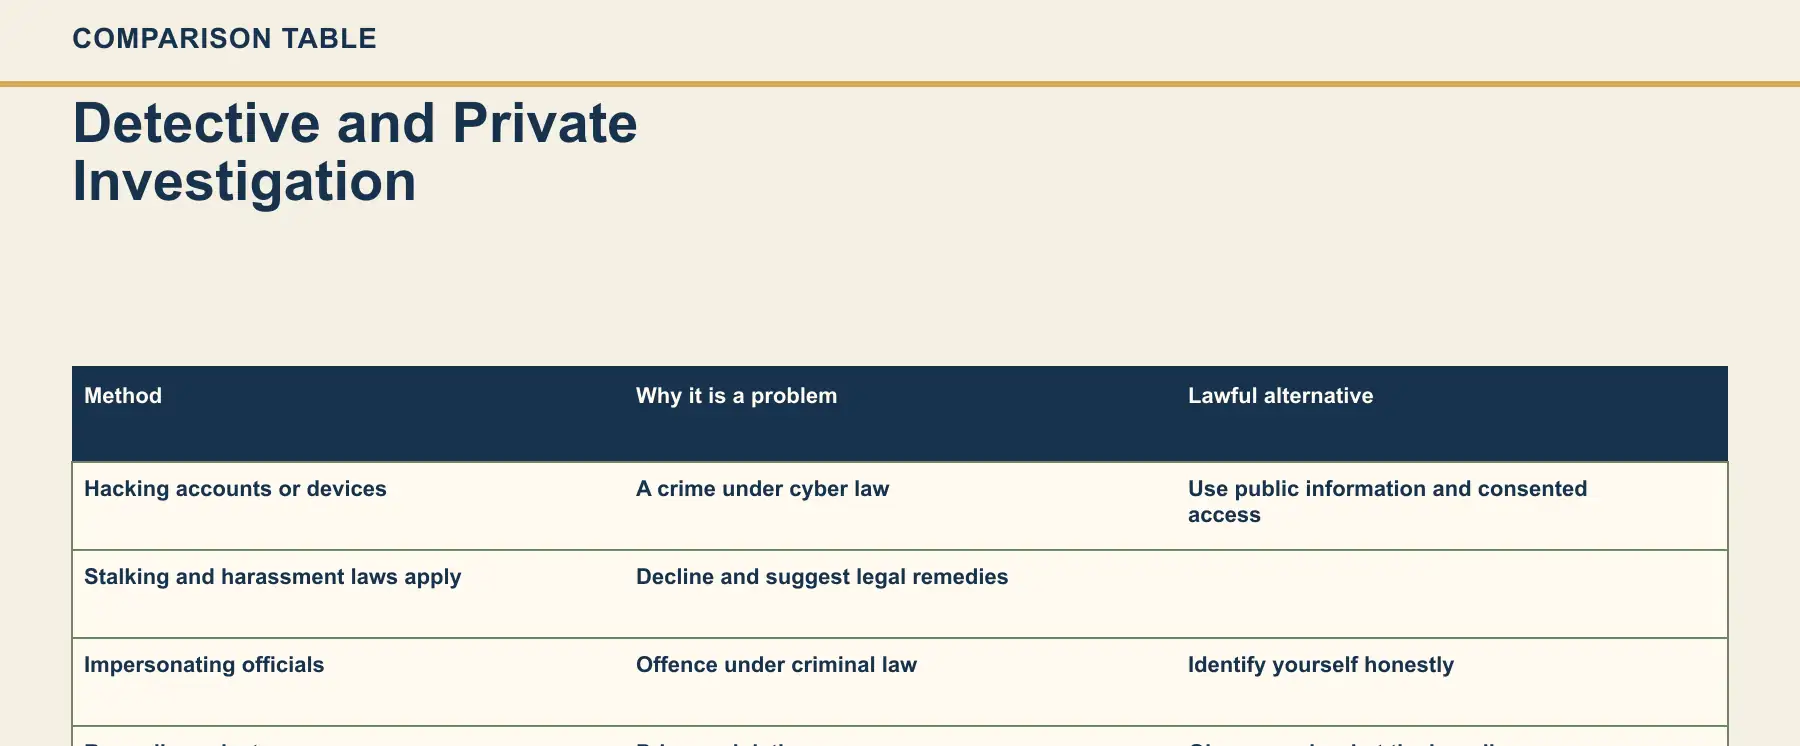 COMPARISON TABLE
Detective and Private
Investigation
Method Why it is a problem Lawful alternative
Hacking accounts or devices A crime under cyber law Use public information and consented
access
Stalking and harassment laws apply Decline and suggest legal remedies
Impersonating officials Offence under criminal law Identify yourself honestly